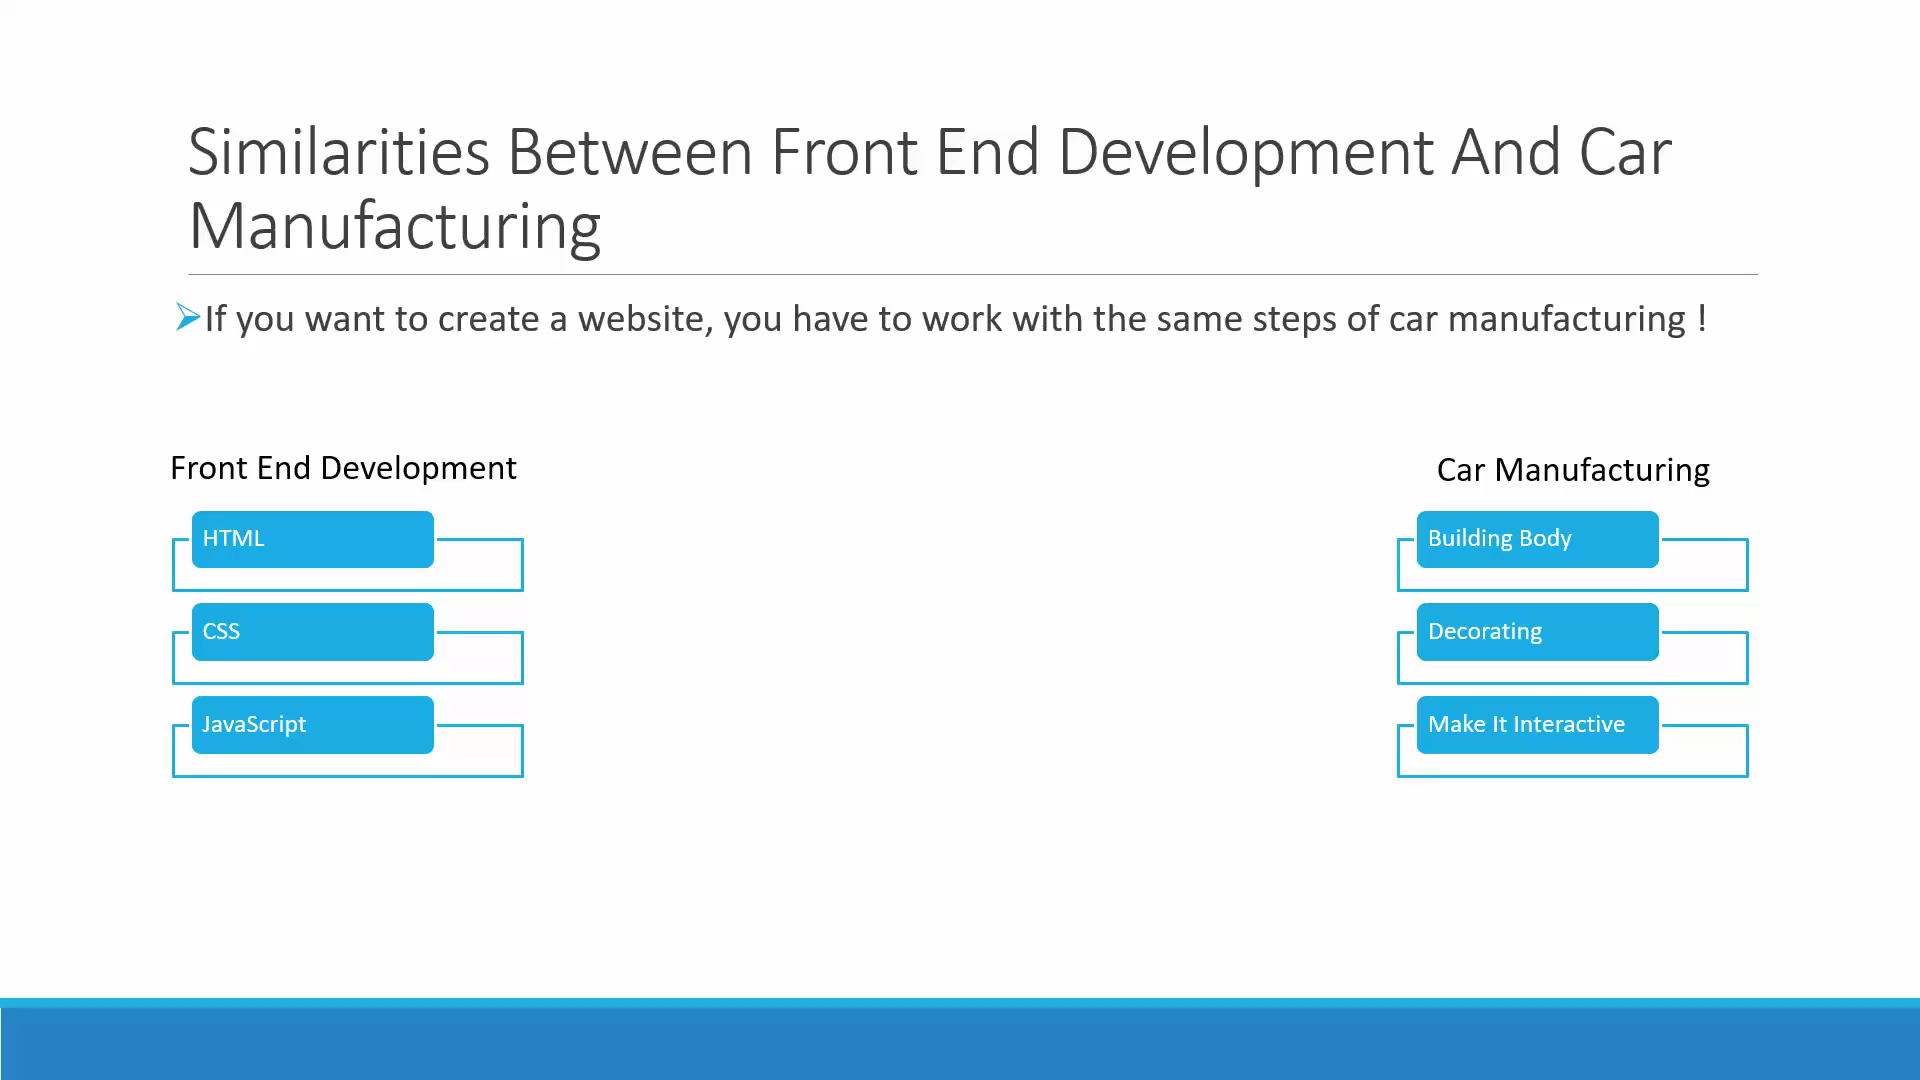 Similarities Between Front End Development And Car
Manufacturing
If you want to create a website, you have to work with the same steps of car manufacturing !
Front End Development
HTML
CSS
JavaScript
Car Manufacturing
Building Body
Decorating
Make It Interactive